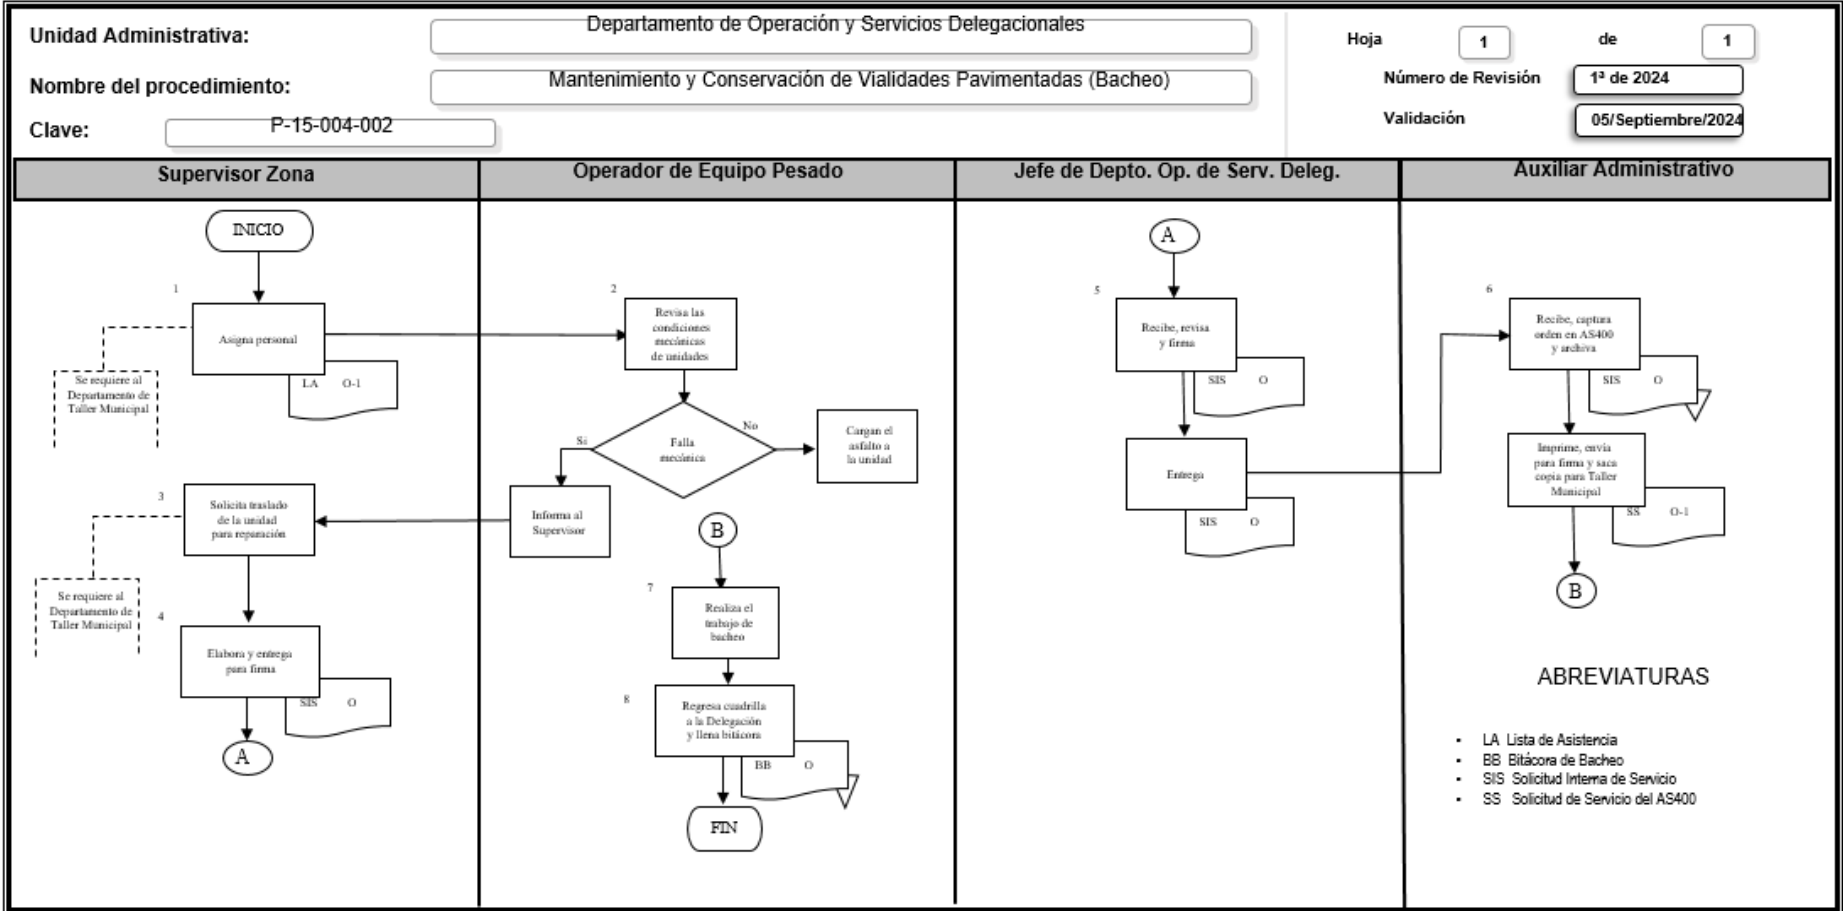 Unidad Administrativa:
Departamento de Operación y Servicios Delegacionales
Hoja 1 de 1
Nombre del procedimiento:
Mantenimiento y Conservación de Vialidades Pavimentadas (Bacheo)
Número de Revisión 1ª de 2024
Clave:
P-15-004-002
Validación 05/Septiembre/2024
Supervisor Zona
Operador de Equipo Pesado
Jefe de Depto. Op. de Serv. Deleg.
Auxiliar Administrativo
INICIO
1
Asigna personal
LA O-1
Se requiere al
Departamento de
Taller Municipal
3
Solicita traslado
de la unidad
para reparación
Se requiere al
Departamento de
Taller Municipal
4
Elabora y entrega
para firma
SIS O
A
2
Revisa las
condiciones
mecánicas
de unidades
Falla
mecánica
Si
No
Cargan el
asfalto a
la unidad
Informa al
Supervisor
B
7
Realiza el
trabajo de
bacheo
8
Regresa cuadrilla
a la Delegación
y llena bitácora
BB O
FIN
A
5
Recibe, revisa
y firma
SIS O
Entrega
SIS O
6
Recibe, captura
orden en AS400
y archiva
SIS O
Imprime, envía
para firma y saca
copia para Taller
Municipal
SS O-1
B
ABREVIATURAS
• LA Lista de Asistencia
• BB Bitácora de Bacheo
• SIS Solicitud Interna de Servicio
• SS Solicitud de Servicio del AS400